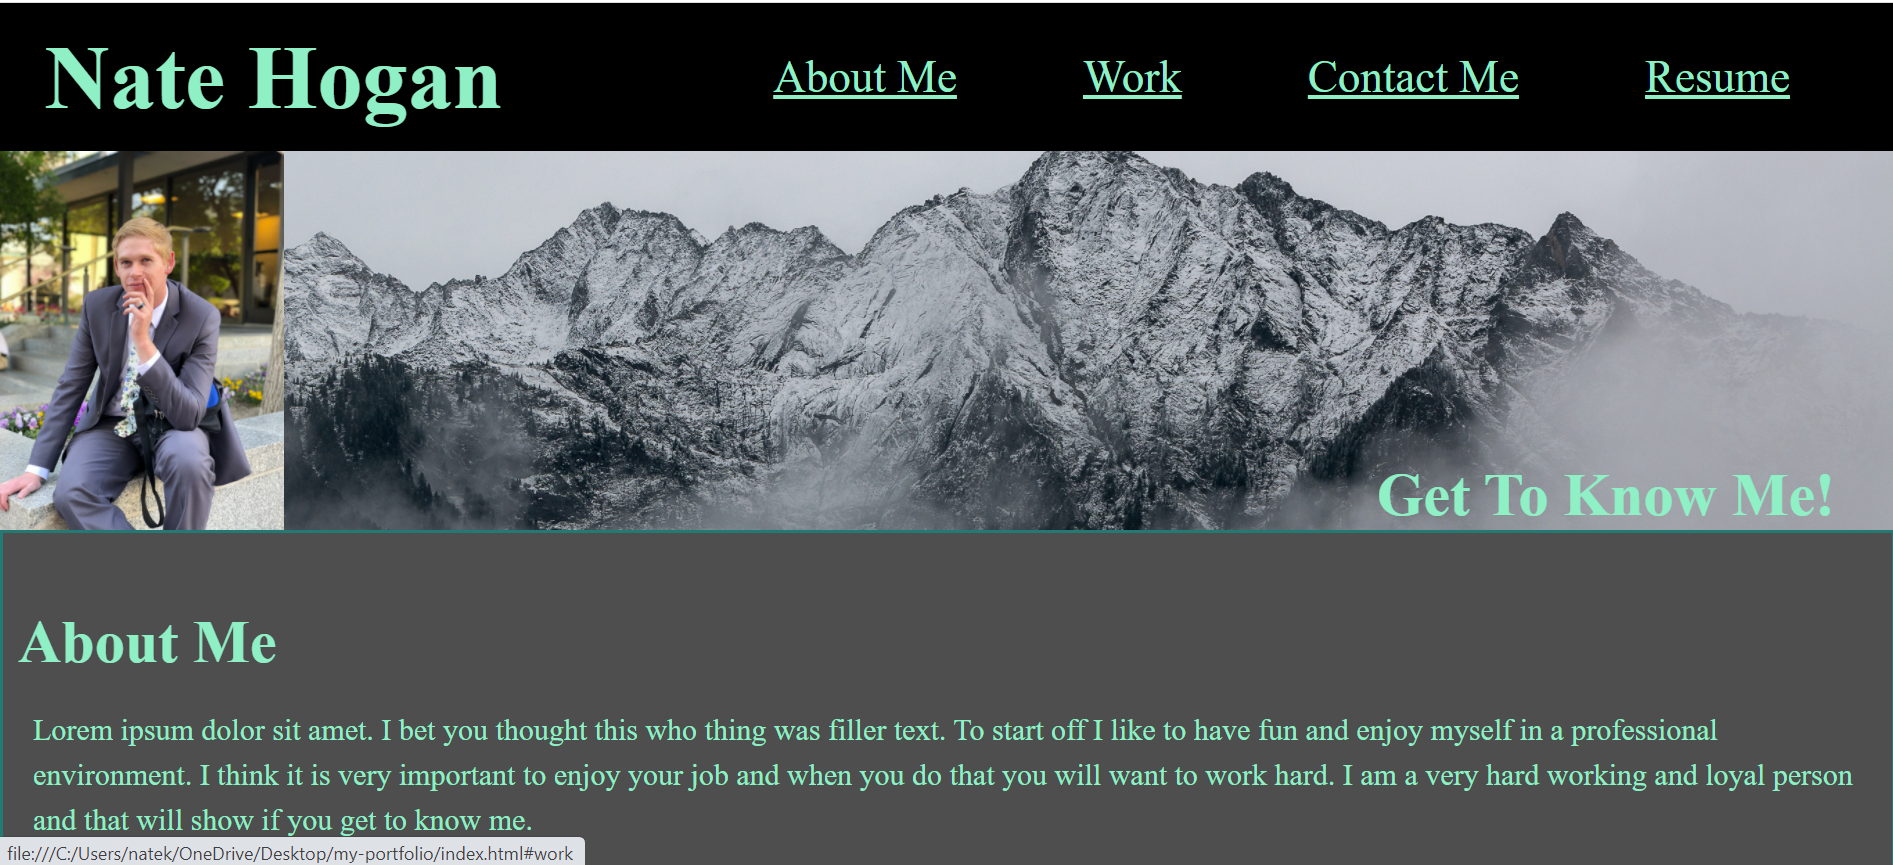 Nate Hogan
About Me Work Contact Me Resume
Get To Know Me!
About Me
Lorem ipsum dolor sit amet. I bet you thought this who thing was filler text. To start off I like to have fun and enjoy myself in a professional
environment. I think it is very important to enjoy your job and when you do that you will want to work hard. I am a very hard working and loyal person
and that will show if you get to know me.
file:///C:/Users/natek/OneDrive/Desktop/my-portfolio/index.html#work